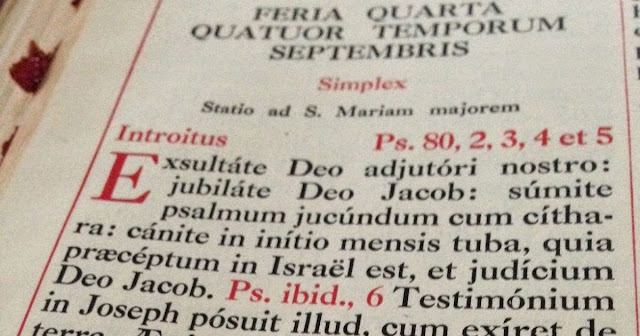 FERIA QUARTA
QUATUOR TEMPORUM
SEPTEMBRIS
Simplex
Statio ad S. Mariam majorem
Introitus Ps. 80, 2, 3, 4 et 5
Exsultáte Deo adjutóri nostro:
jubiláte Deo Jacob: súmite
psalmum jucúndum cum cítha-
ra: cánite in inítio mensis tuba, quia
præcéptum in Israël est, et judícium
Deo Jacob. Ps. ibid., 6 Testimónium
in Joseph pósuit illud, cum exíret de